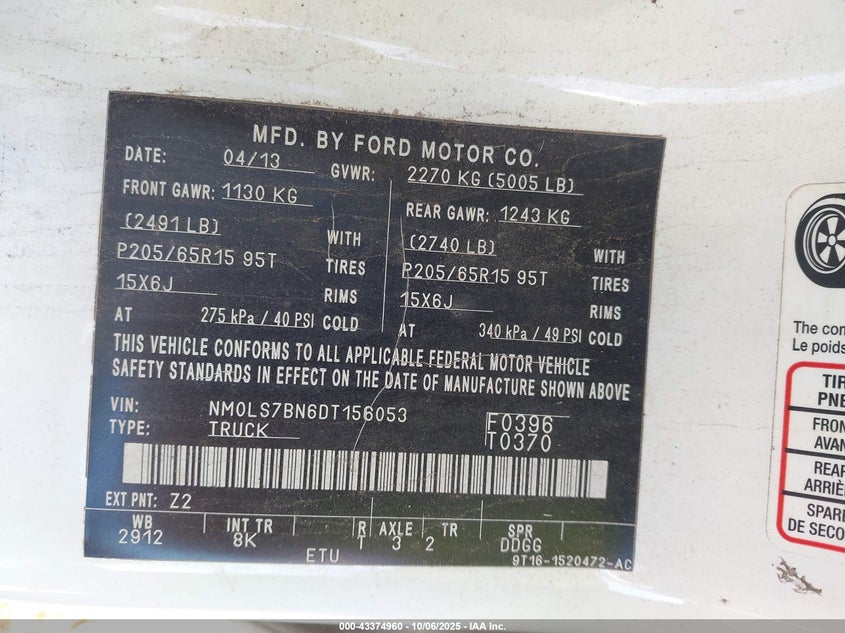 MFD. BY FORD MOTOR CO.
DATE: 04/13 GVWR: 2270 KG (5005 LB)
FRONT GAWR: 1130 KG REAR GAWR: 1243 KG
(2491 LB) WITH (2740 LB) WITH
P205/65R15 95T TIRES P205/65R15 95T TIRES
15X6J RIMS 15X6J RIMS
AT 275 kPa / 40 PSI COLD AT 340 kPa / 49 PSI COLD
THIS VEHICLE CONFORMS TO ALL APPLICABLE FEDERAL MOTOR VEHICLE
SAFETY STANDARDS IN EFFECT ON THE DATE OF MANUFACTURE SHOWN ABOVE
VIN: NM0LS7BN6DT156053 F0396
TYPE: TRUCK T0370
EXT PNT: Z2
WB INT TR R AXLE TR SPR
2912 8K 1 3 2 DDGG
ETU 9T16-1520472-AC
The com
Le poids
TIR
PNE
FRON
AVAN
REAR
ARRIÈ
SPARE
DE SECO
000-43374960 - 10/06/2025 - IAA Inc.